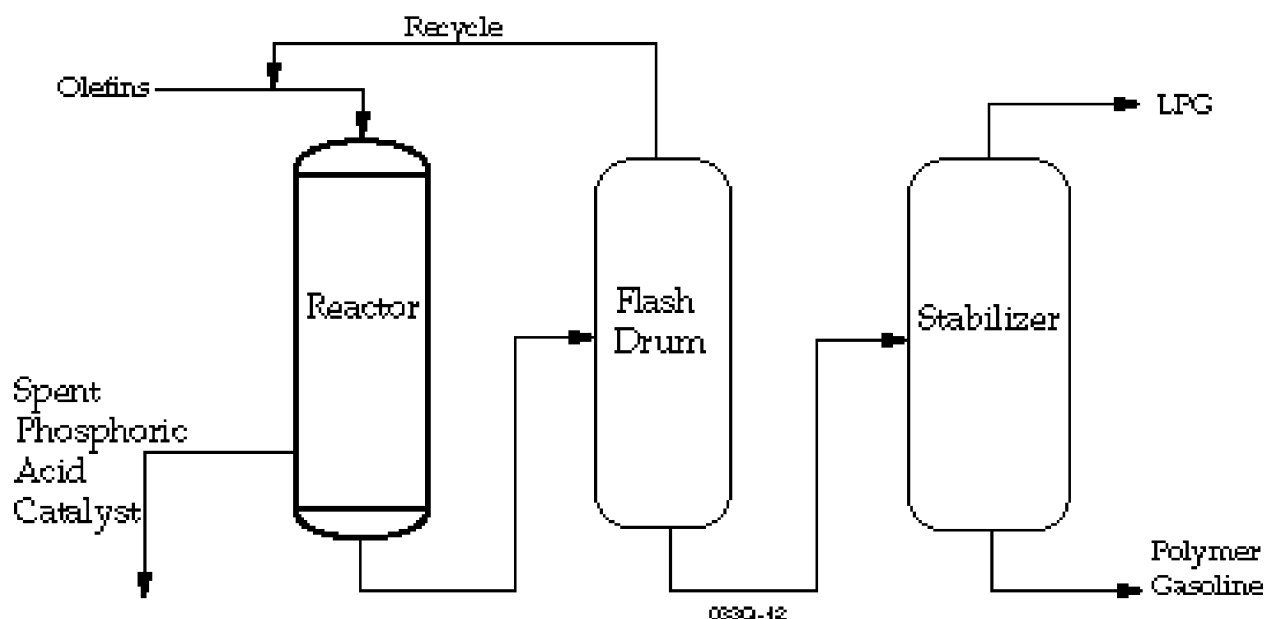 Recycle
Olefins
LPG
Reactor
Flash
Drum
Stabilizer
Spent
Phosphoric
Acid
Catalyst
Polymer
Gasoline